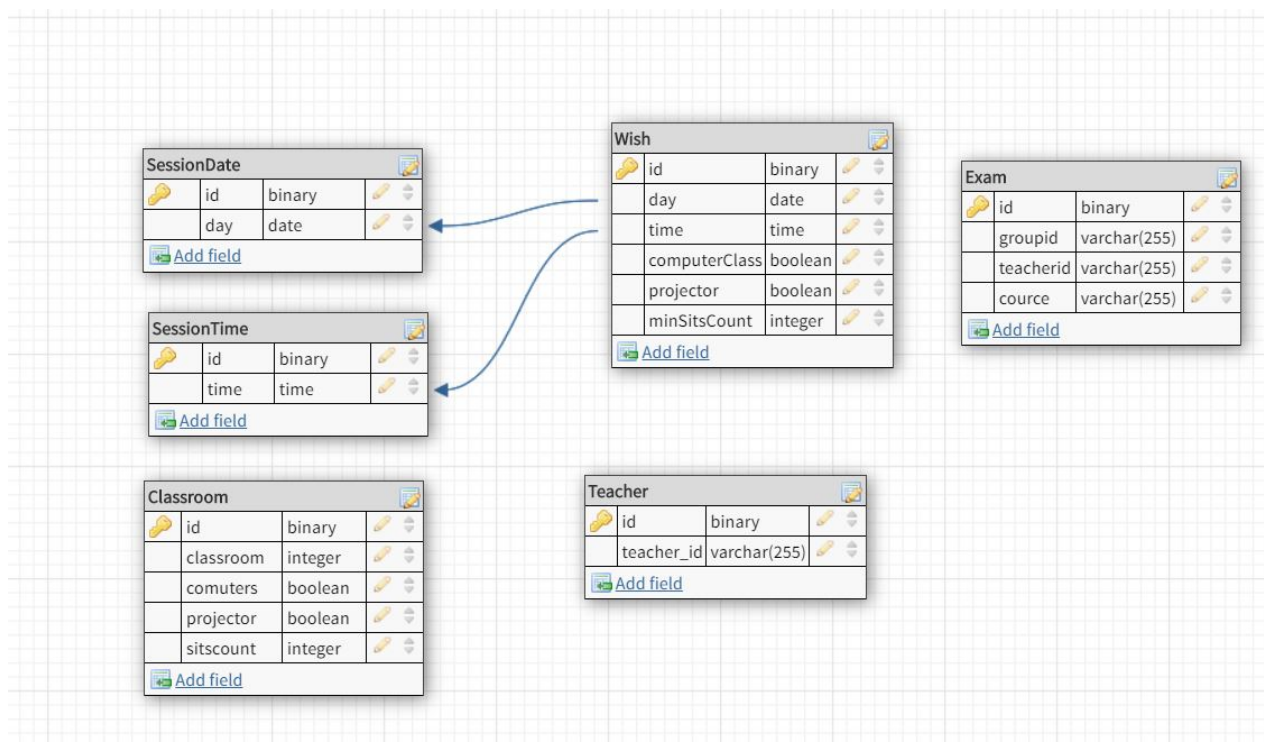 SessionDate
id binary
day date
Add field
SessionTime
id binary
time time
Add field
Classroom
id binary
classroom integer
comuters boolean
projector boolean
sitscount integer
Add field
Wish
id binary
day date
time time
computerClass boolean
projector boolean
minSitsCount integer
Add field
Teacher
id binary
teacher_id varchar(255)
Add field
Exam
id binary
groupid varchar(255)
teacherid varchar(255)
cource varchar(255)
Add field